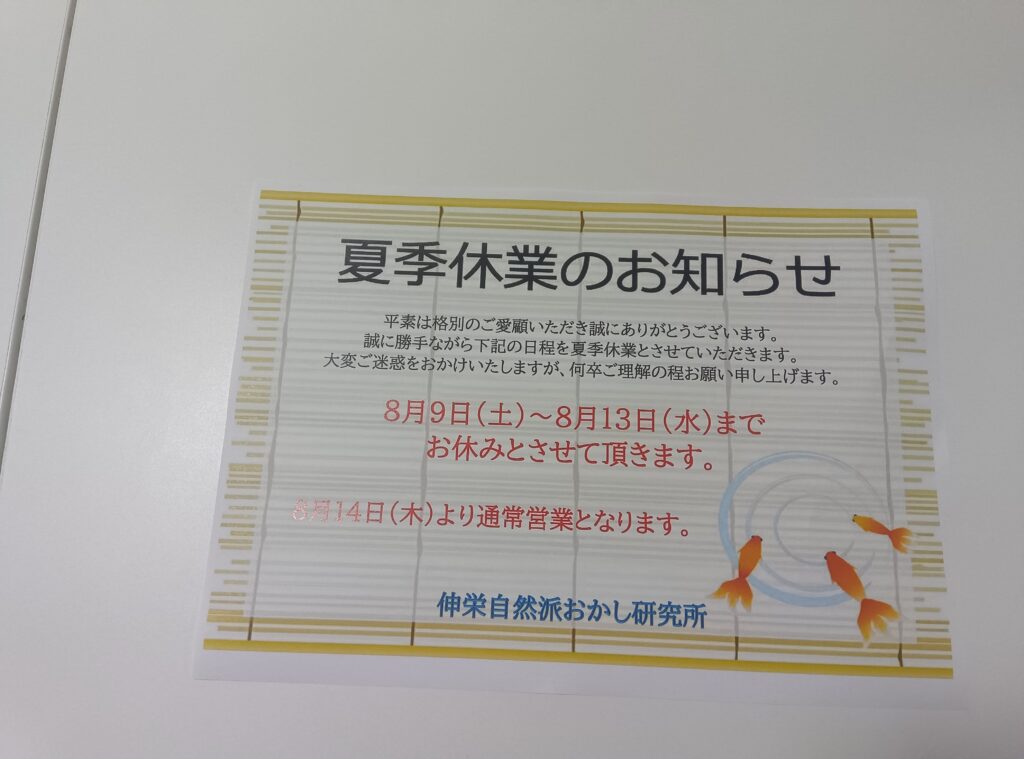 夏季休業のお知らせ
平素は格別のご愛顧いただき誠にありがとうございます。
誠に勝手ながら下記の日程を夏季休業とさせていただきます。
大変ご迷惑をおかけいたしますが、何卒ご理解の程お願い申し上げます。
8月9日(土)~8月13日(水)まで
お休みとさせて頂きます。
8月14日(木)より通常営業となります。
伸栄自然派おかし研究所